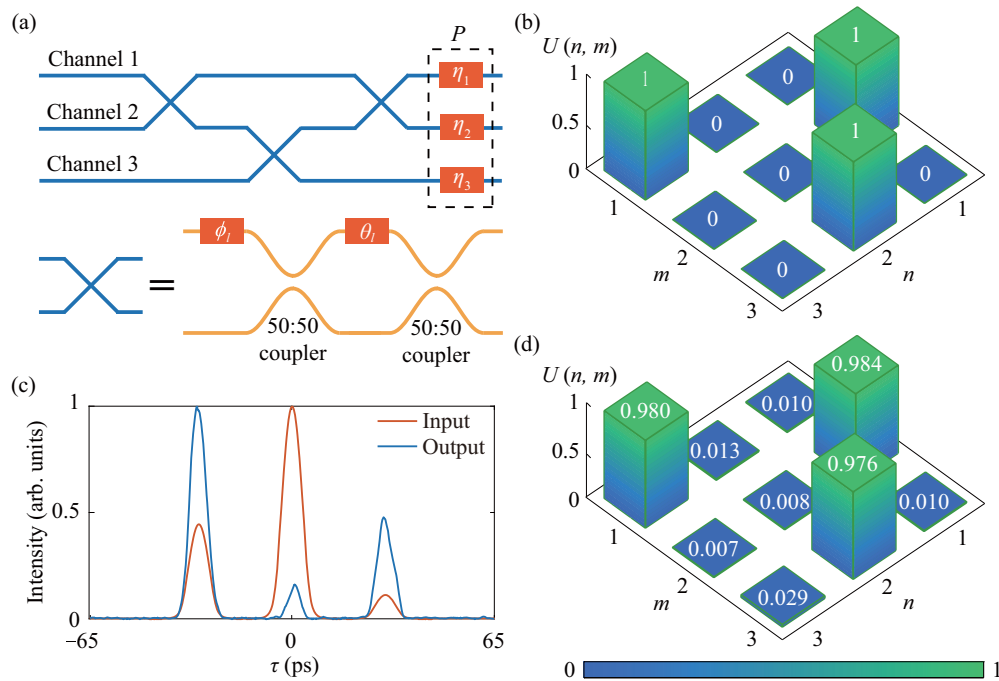 (a)
P
Channel 1
η₁
Channel 2
η₂
Channel 3
η₃
ϕₗ
θₗ
=
50:50 coupler
50:50 coupler
(b)
U (n, m)
1
0.5
0
1
1
1
0
0
0
0
0
0
1
2
3
m
1
2
3
n
(c)
Intensity (arb. units)
1
0.5
0
Input
Output
−65
0
65
τ (ps)
(d)
U (n, m)
1
0.5
0
0.984
0.980
0.010
0.013
0.976
0.008
0.010
0.007
0.029
1
2
3
m
1
2
3
n
0
1